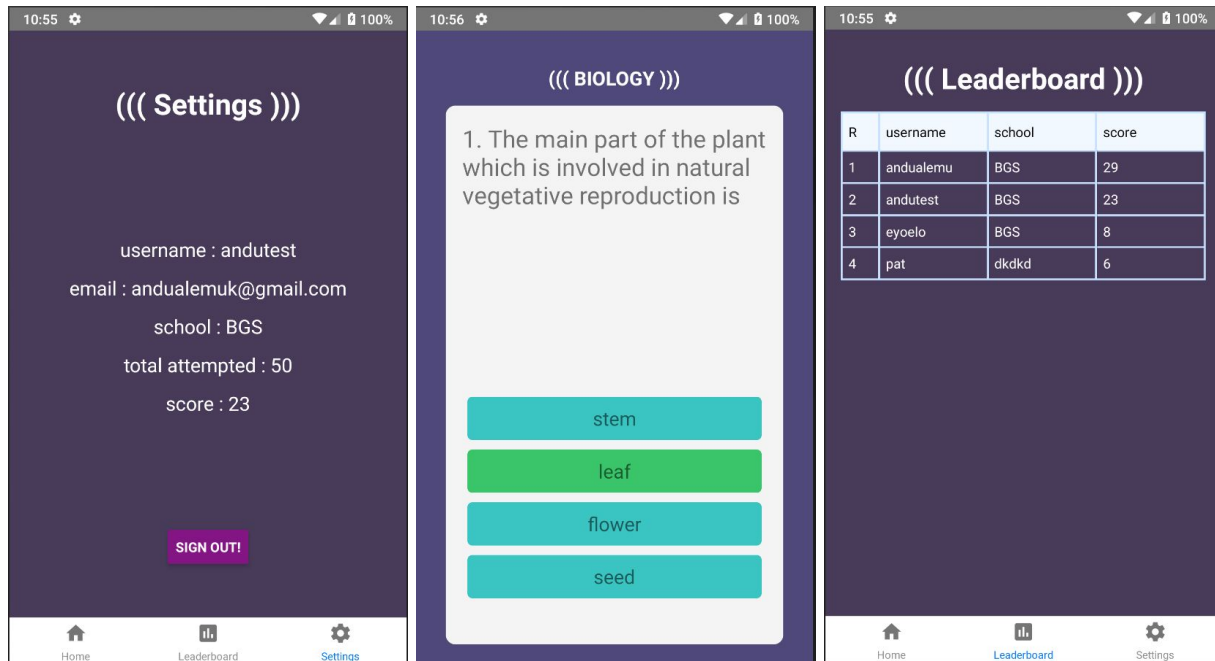 10:55 100%
((( Settings )))
username : andutest
email : andualemuk@gmail.com
school : BGS
total attempted : 50
score : 23
SIGN OUT!
Home Leaderboard Settings
10:56 100%
((( BIOLOGY )))
1. The main part of the plant
which is involved in natural
vegetative reproduction is
stem
leaf
flower
seed
10:55 100%
((( Leaderboard )))
R username school score
1 andualemu BGS 29
2 andutest BGS 23
3 eyoelo BGS 8
4 pat dkdkd 6
Home Leaderboard Settings